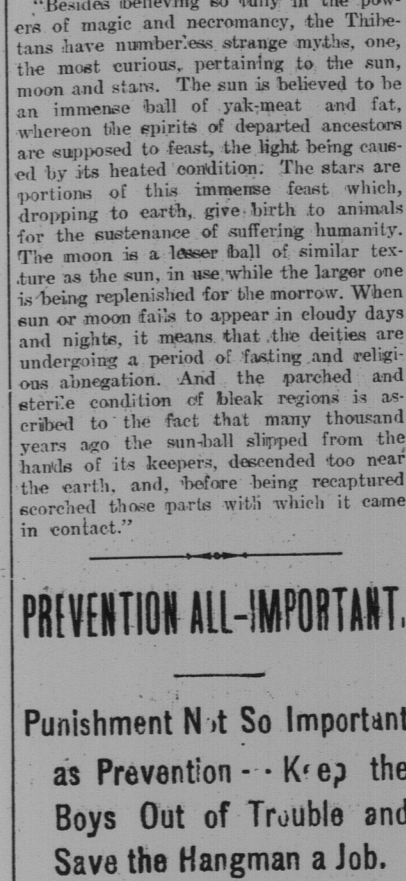 "Besides believing so fully in the pow-
ers of magic and necromancy, the Thibe-
tans have numberless strange myths, one,
the most curious, pertaining to the sun,
moon and stars. The sun is believed to be
an immense ball of yak-meat and fat,
whereon the spirits of departed ancestors
are supposed to feast, the light being caus-
ed by its heated condition. The stars are
portions of this immense feast which,
dropping to earth, give birth to animals
for the sustenance of suffering humanity.
The moon is a lesser ball of similar tex-
ture as the sun, in use while the larger one
is being replenished for the morrow. When
sun or moon fails to appear in cloudy days
and nights, it means that the deities are
undergoing a period of fasting and religi-
ous abnegation. And the parched and
sterile condition of bleak regions is as-
cribed to the fact that many thousand
years ago the sun-ball slipped from the
hands of its keepers, descended too near
the earth, and, before being recaptured
scorched those parts with which it came
in contact."
PREVENTION ALL-IMPORTANT.
Punishment Not So Important
as Prevention - - Keep the
Boys Out of Trouble and
Save the Hangman a Job.